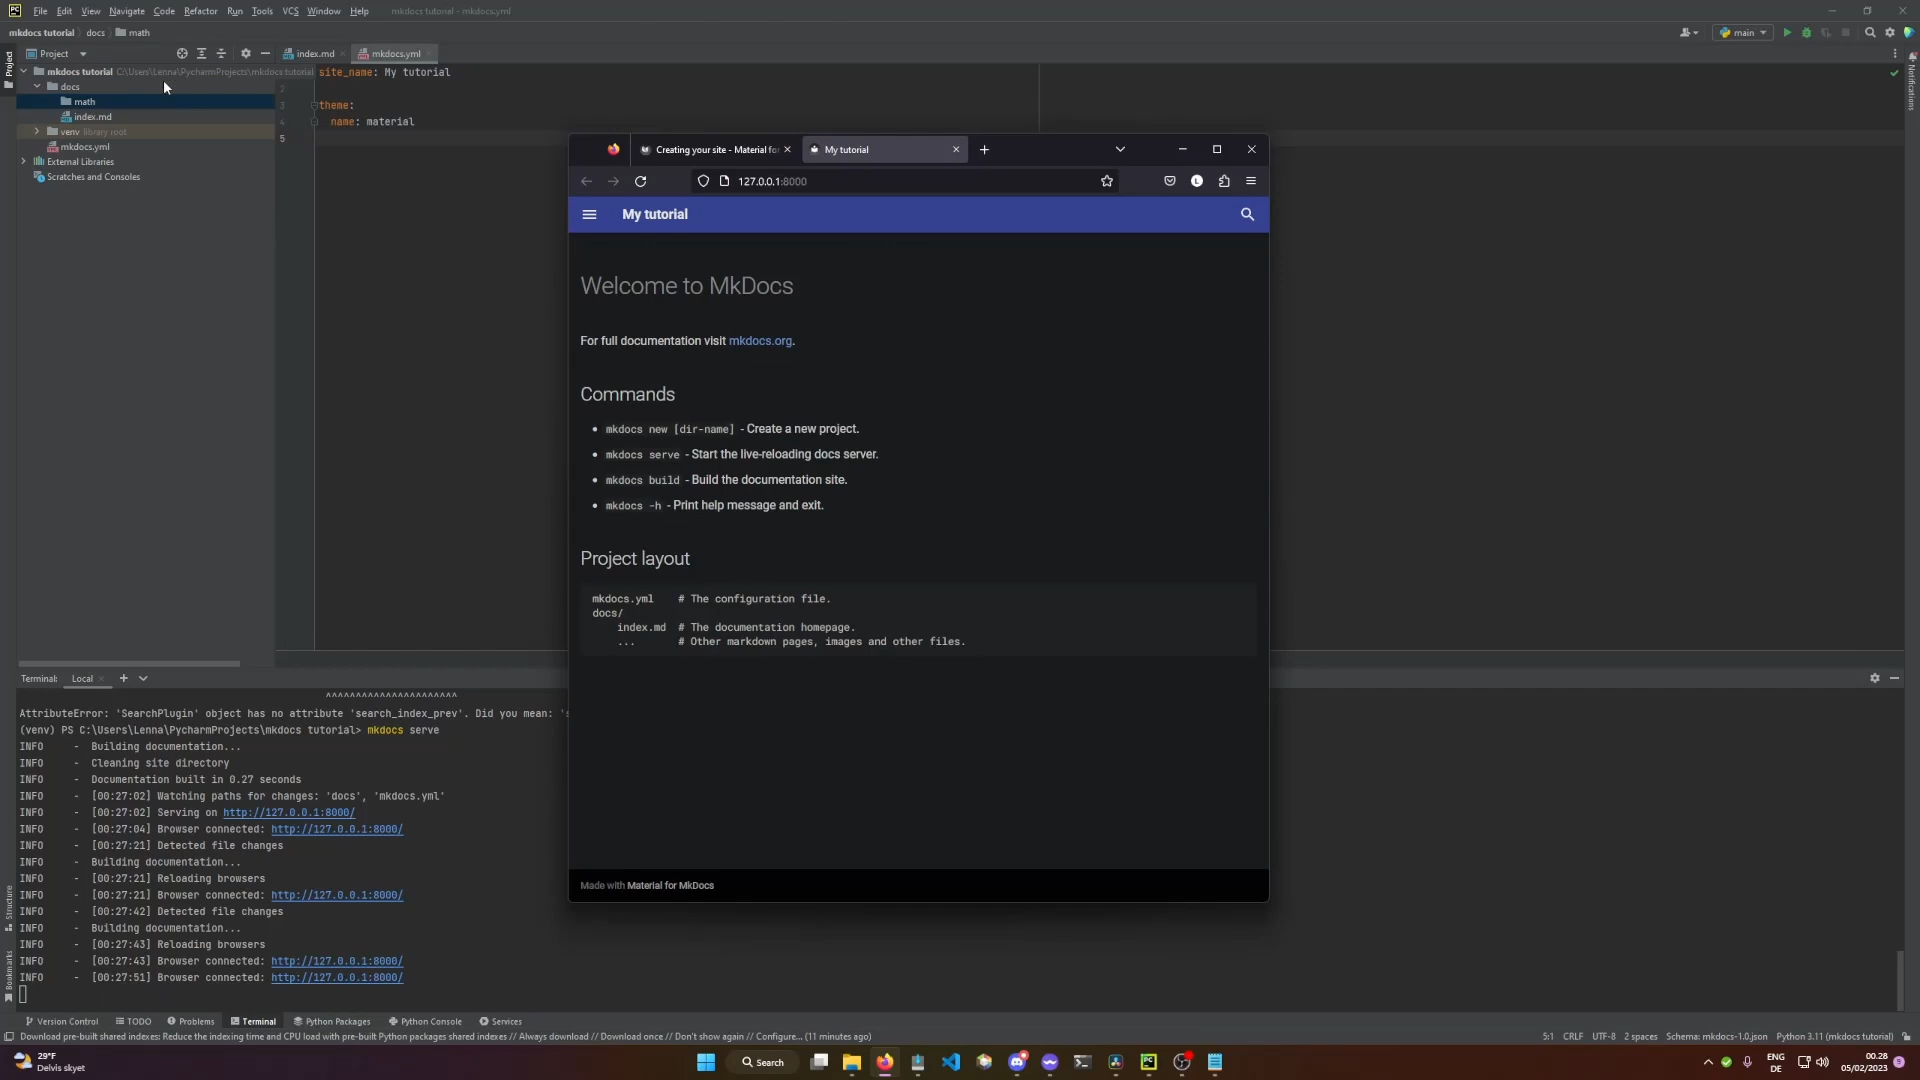 File Edit View Navigate Code Refactor Run Tools VCS Window Help mkdocs tutorial - mkdocs.yml
mkdocs tutorial docs math
main
Project
index.md
mkdocs.yml
Project
Notifications
mkdocs tutorial C:\Users\Lenna\PycharmProjects\mkdocs tutorial
docs
math
index.md
venv library root
mkdocs.yml
External Libraries
Scratches and Consoles
site_name: My tutorial
2
3 theme:
4 name: material
5
Creating your site - Material for
My tutorial
127.0.0.1:8000
My tutorial
Welcome to MkDocs
For full documentation visit mkdocs.org.
Commands
mkdocs new [dir-name] - Create a new project.
mkdocs serve - Start the live-reloading docs server.
mkdocs build - Build the documentation site.
mkdocs -h - Print help message and exit.
Project layout
mkdocs.yml # The configuration file.
docs/
index.md # The documentation homepage.
... # Other markdown pages, images and other files.
Made with Material for MkDocs
Terminal: Local
^^^^^^^^^^^^^^^^^^^^^^
AttributeError: 'SearchPlugin' object has no attribute 'search_index_prev'. Did you mean: 's
(venv) PS C:\Users\Lenna\PycharmProjects\mkdocs tutorial> mkdocs serve
INFO - Building documentation...
INFO - Cleaning site directory
INFO - Documentation built in 0.27 seconds
INFO - [00:27:02] Watching paths for changes: 'docs', 'mkdocs.yml'
INFO - [00:27:02] Serving on http://127.0.0.1:8000/
INFO - [00:27:04] Browser connected: http://127.0.0.1:8000/
INFO - [00:27:21] Detected file changes
INFO - Building documentation...
INFO - [00:27:21] Reloading browsers
INFO - [00:27:21] Browser connected: http://127.0.0.1:8000/
INFO - [00:27:42] Detected file changes
INFO - Building documentation...
INFO - [00:27:43] Reloading browsers
INFO - [00:27:43] Browser connected: http://127.0.0.1:8000/
INFO - [00:27:51] Browser connected: http://127.0.0.1:8000/
Structure
Bookmarks
Version Control TODO Problems Terminal Python Packages Python Console Services
Download pre-built shared indexes: Reduce the indexing time and CPU load with pre-built Python packages shared indexes // Always download // Download once // Don't show again // Configure... (11 minutes ago)
5:1 CRLF UTF-8 2 spaces Schema: mkdocs-1.0.json Python 3.11 (mkdocs tutorial)
29°F
Delvis skyet
Search
ENG
DE
00.28
05/02/2023